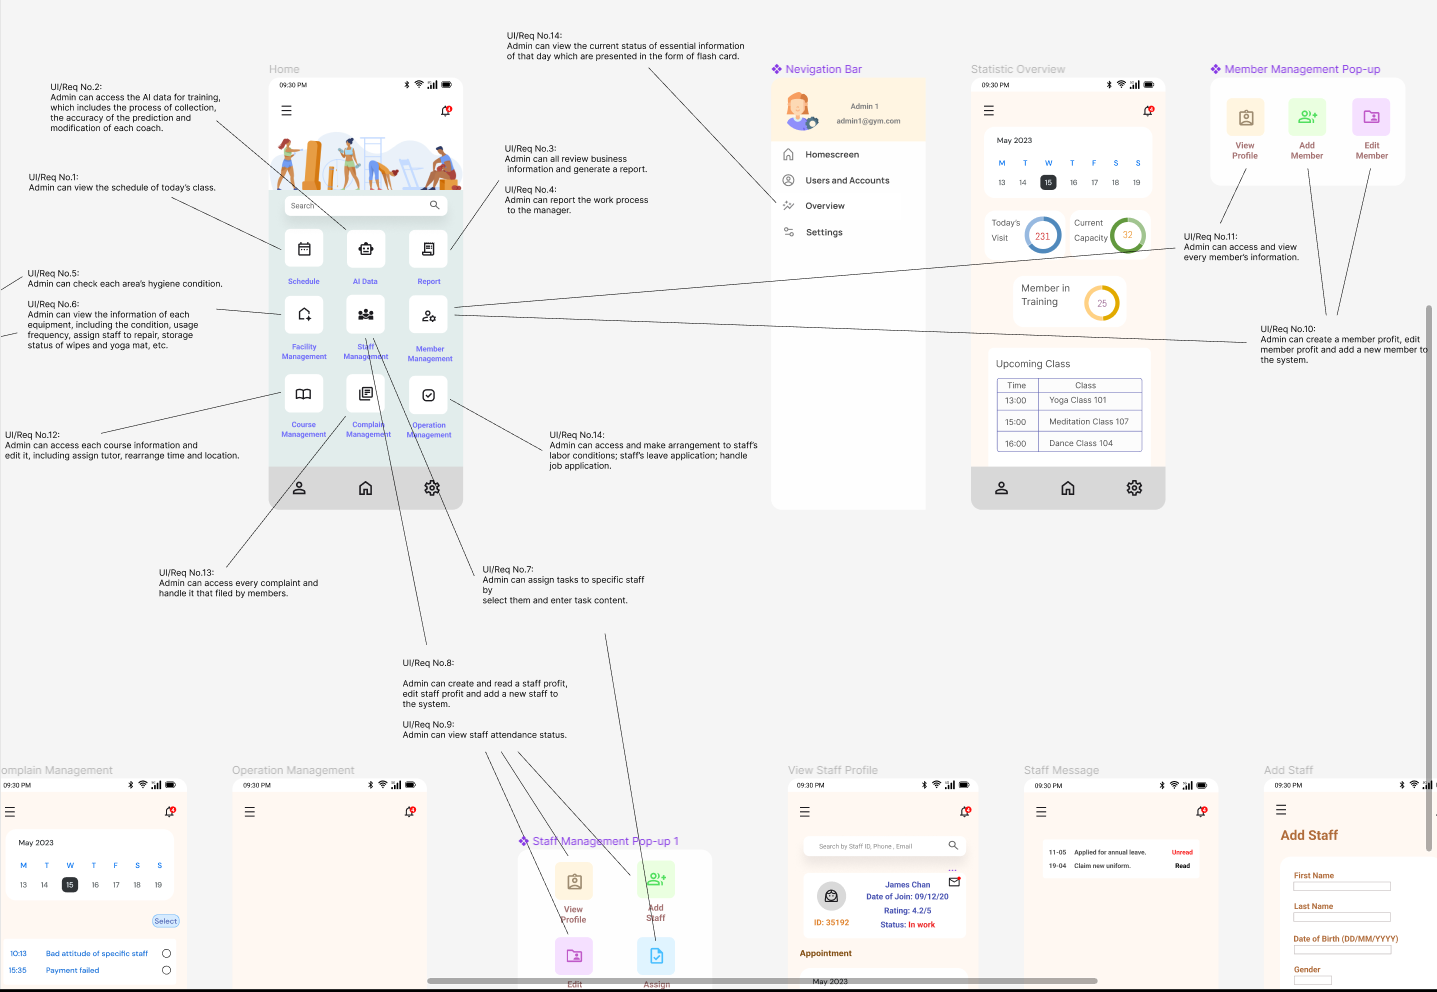 UI/Req No.14:
Admin can view the current status of essential information
of that day which are presented in the form of flash card.
Home
Nevigation Bar
Statistic Overview
Member Management Pop-up
UI/Req No.2:
Admin can access the AI data for training,
which includes the process of collection,
the accuracy of the prediction and
modification of each coach.
UI/Req No.1:
Admin can view the schedule of today's class.
UI/Req No.5:
Admin can check each area's hygiene condition.
UI/Req No.6:
Admin can view the information of each
equipment, including the condition, usage
frequency, assign staff to repair, storage
status of wipes and yoga mat, etc.
UI/Req No.12:
Admin can access each course information and
edit it, including assign tutor, rearrange time and location.
09:30 PM
4
Search
Schedule
AI Data
Report
Facility
Management
Staff
Management
Member
Management
Course
Management
Complain
Management
Operation
Management
UI/Req No.3:
Admin can all review business
information and generate a report.
UI/Req No.4:
Admin can report the work process
to the manager.
UI/Req No.14:
Admin can access and make arrangement to staff's
labor conditions; staff's leave application; handle
job application.
Admin 1
admin1@gym.com
Homescreen
Users and Accounts
Overview
Settings
09:30 PM
4
May 2023
M T W T F S S
13 14 15 16 17 18 19
Today's
Visit
231
Current
Capacity
32
Member in
Training
25
Upcoming Class
Time Class
13:00 Yoga Class 101
15:00 Meditation Class 107
16:00 Dance Class 104
View
Profile
Add
Member
Edit
Member
UI/Req No.11:
Admin can access and view
every member's information.
UI/Req No.10:
Admin can create a member profit, edit
member profit and add a new member to
the system.
UI/Req No.13:
Admin can access every complaint and
handle it that filed by members.
UI/Req No.7:
Admin can assign tasks to specific staff
by
select them and enter task content.
UI/Req No.8:
Admin can create and read a staff profit,
edit staff profit and add a new staff to
the system.
UI/Req No.9:
Admin can view staff attendance status.
omplain Management
09:30 PM
4
May 2023
M T W T F S S
13 14 15 16 17 18 19
Select
10:13 Bad attitude of specific staff
15:35 Payment failed
Operation Management
09:30 PM
4
Staff Management Pop-up 1
View
Profile
Add
Staff
Edit
Assign
View Staff Profile
09:30 PM
4
Search by Staff ID, Phone , Email
...
James Chan
Date of Join: 09/12/20
Rating: 4.2/5
Status: In work
ID: 35192
Appointment
May 2023
Staff Message
09:30 PM
4
11-05 Applied for annual leave. Unread
19-04 Claim new uniform. Read
Add Staff
09:30 PM
Add Staff
First Name
Last Name
Date of Birth (DD/MM/YYYY)
Gender